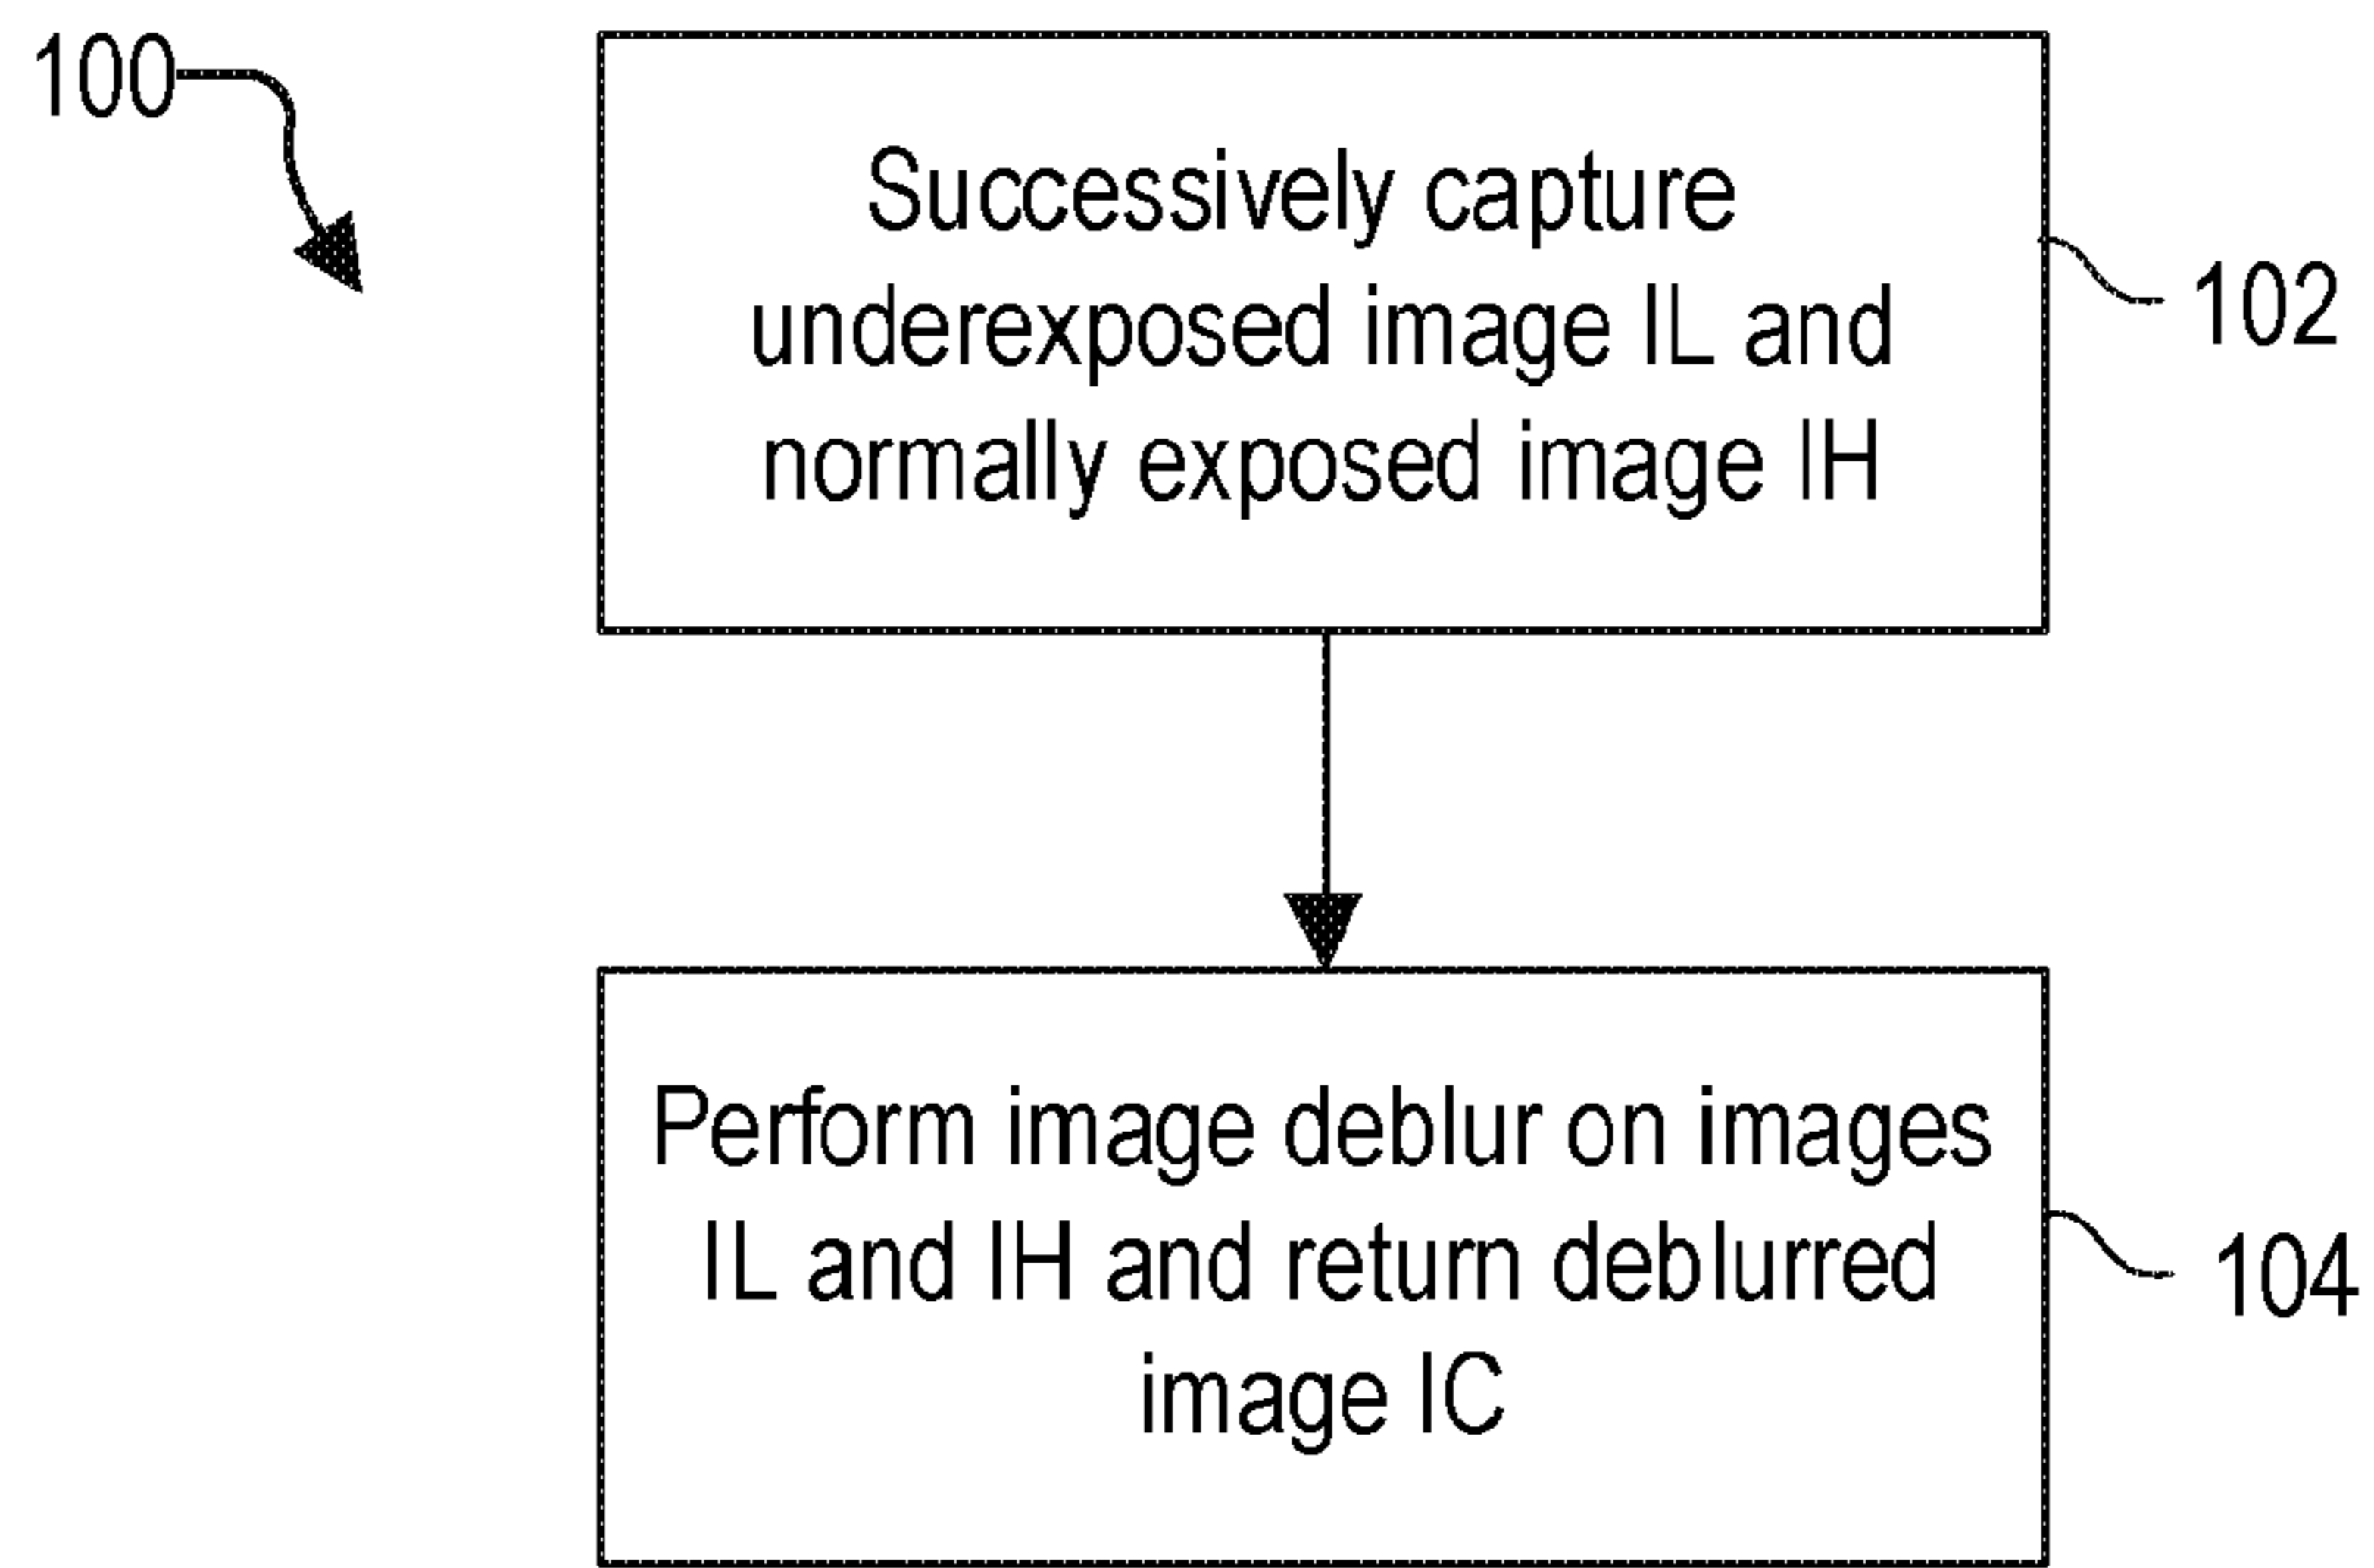 100
Successively capture
underexposed image IL and
normally exposed image IH
102
Perform image deblur on images
IL and IH and return deblurred
image IC
104